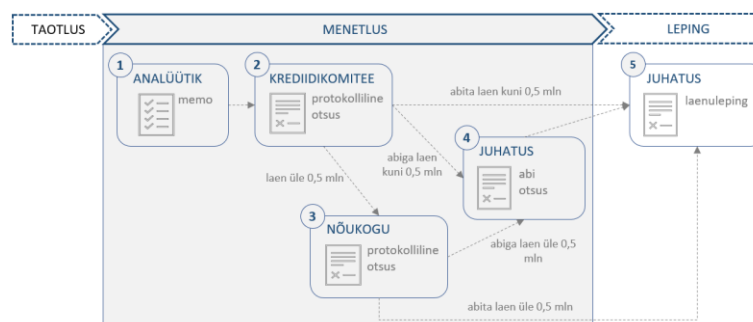 TAOTLUS
MENETLUS
LEPING
1
ANALÜÜTIK
memo
2
KREDIIDIKOMITEE
protokolliline
otsus
abita laen kuni 0,5 mln
5
JUHATUS
laenuleping
abiga laen
kuni 0,5 mln
4
JUHATUS
abi
otsus
laen üle 0,5 mln
3
NÕUKOGU
protokolliline
otsus
abiga laen üle 0,5
mln
abita laen üle 0,5 mln